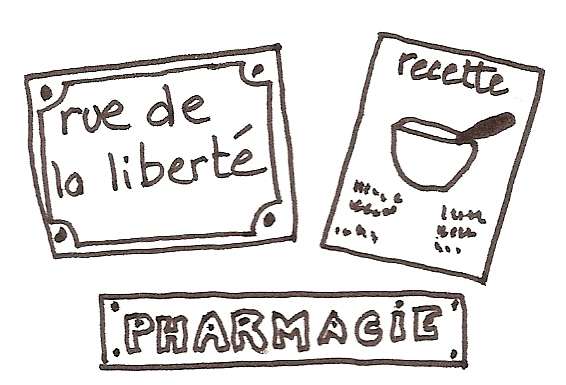 rue de
la liberté
recette
PHARMACIE